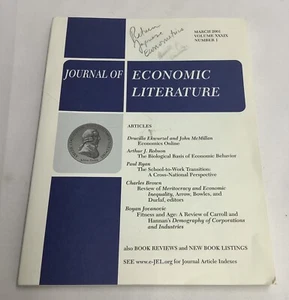 Return
Economics
MARCH 2001
VOLUME XXXIX
NUMBER 1
JOURNAL OF ECONOMIC
LITERATURE
ARTICLES
Drucilla Ekwurzel and John McMillan
Economics Online
Arthur J. Robson
The Biological Basis of Economic Behavior
Paul Ryan
The School-to-Work Transition:
A Cross-National Perspective
Charles Brown
Review of Meritocracy and Economic
Inequality, Arrow, Bowles, and
Durlauf, editors
Boyan Jovanovic
Fitness and Age: A Review of Carroll and
Hannan's Demography of Corporations
and Industries
also BOOK REVIEWS and NEW BOOK LISTINGS
SEE www.e-JEL.org for Journal Article Indexes